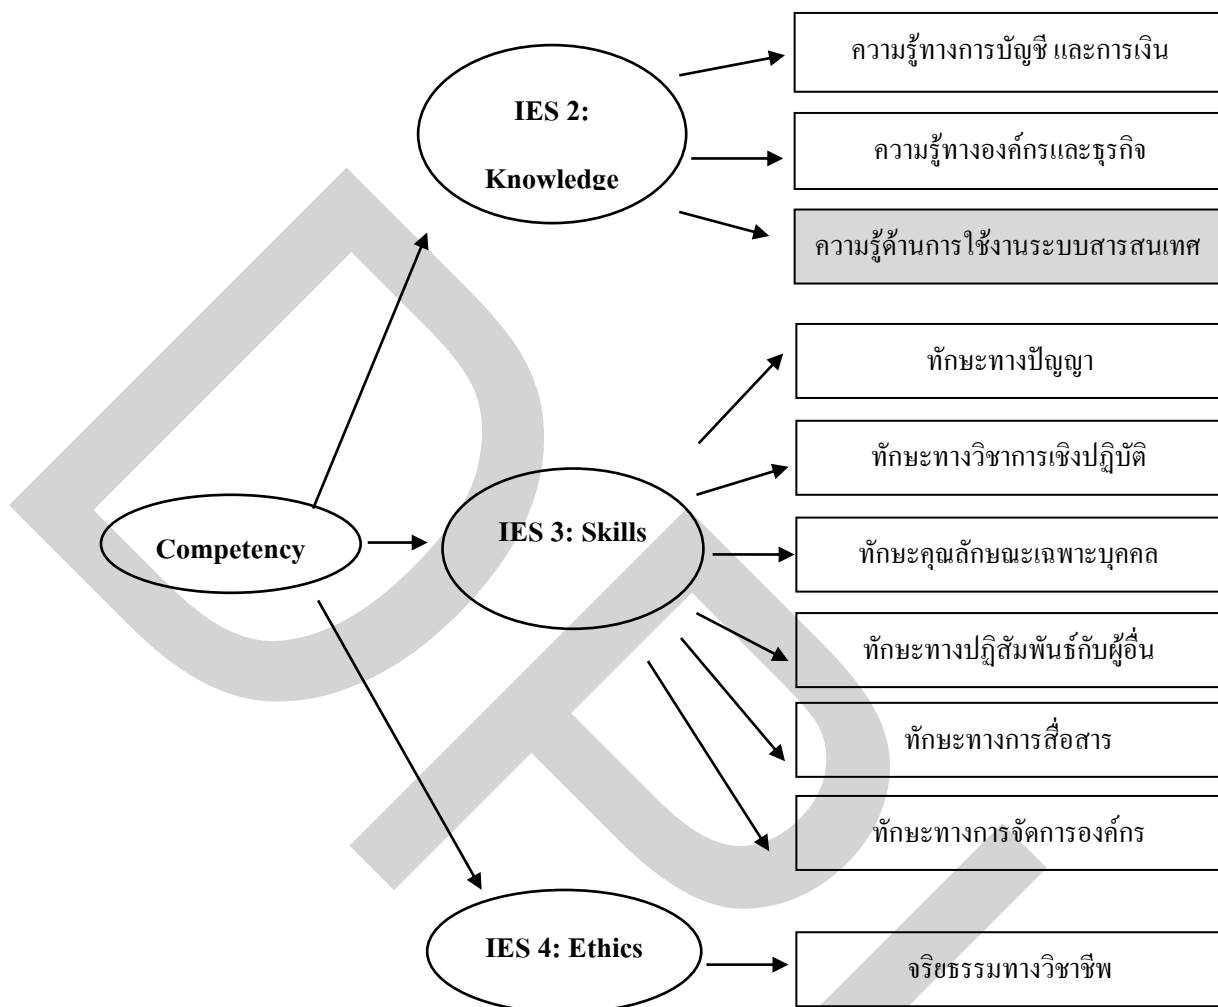 ความรู้ทางการบัญชี และการเงิน
IES 2:
Knowledge
ความรู้ทางองค์กรและธุรกิจ
ความรู้ด้านการใช้งานระบบสารสนเทศ
ทักษะทางปัญญา
ทักษะทางวิชาการเชิงปฏิบัติ
Competency
IES 3: Skills
ทักษะคุณลักษณะเฉพาะบุคคล
ทักษะทางปฏิสัมพันธ์กับผู้อื่น
ทักษะทางการสื่อสาร
ทักษะทางการจัดการองค์กร
IES 4: Ethics
จริยธรรมทางวิชาชีพ